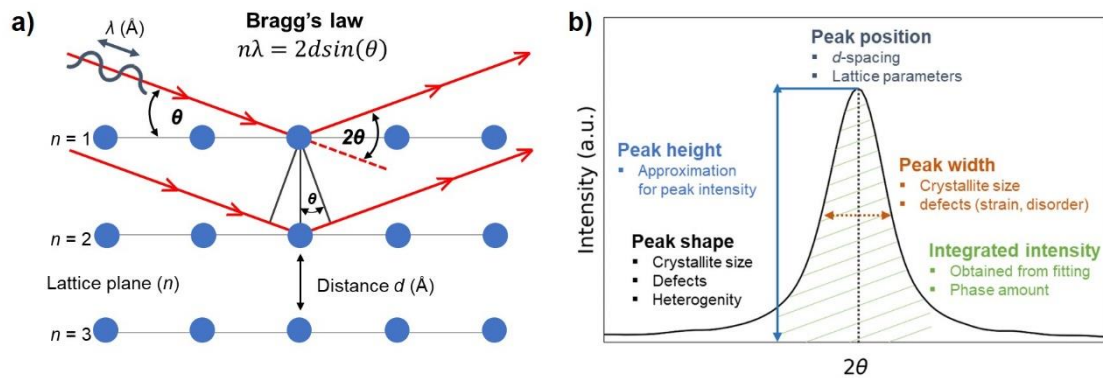 a)
λ (Å)
Bragg's law
nλ = 2dsin(θ)
θ
2θ
n = 1
θ
n = 2
Lattice plane (n)
Distance d (Å)
n = 3
b)
Peak position
▪ d-spacing
▪ Lattice parameters
Peak height
▪ Approximation
for peak intensity
Peak width
▪ Crystallite size
▪ defects (strain, disorder)
Peak shape
▪ Crystallite size
▪ Defects
▪ Heterogenity
Integrated intensity
▪ Obtained from fitting
▪ Phase amount
Intensity (a.u.)
2θ